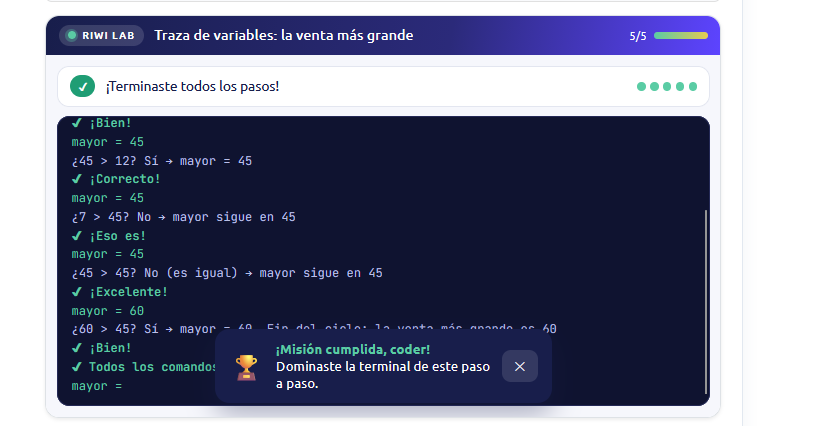 RIWI LAB Traza de variables: la venta más grande 5/5
✔ ¡Terminaste todos los pasos!
✔ ¡Bien!
mayor = 45
¿45 > 12? Sí → mayor = 45
✔ ¡Correcto!
mayor = 45
¿7 > 45? No → mayor sigue en 45
✔ ¡Eso es!
mayor = 45
¿45 > 45? No (es igual) → mayor sigue en 45
✔ ¡Excelente!
mayor = 60
¿60 > 45? Sí → mayor = 60. Fin del ciclo: la venta más grande es 60
✔ ¡Bien!
✔ Todos los comandos
mayor =
¡Misión cumplida, coder!
Dominaste la terminal de este paso
a paso.